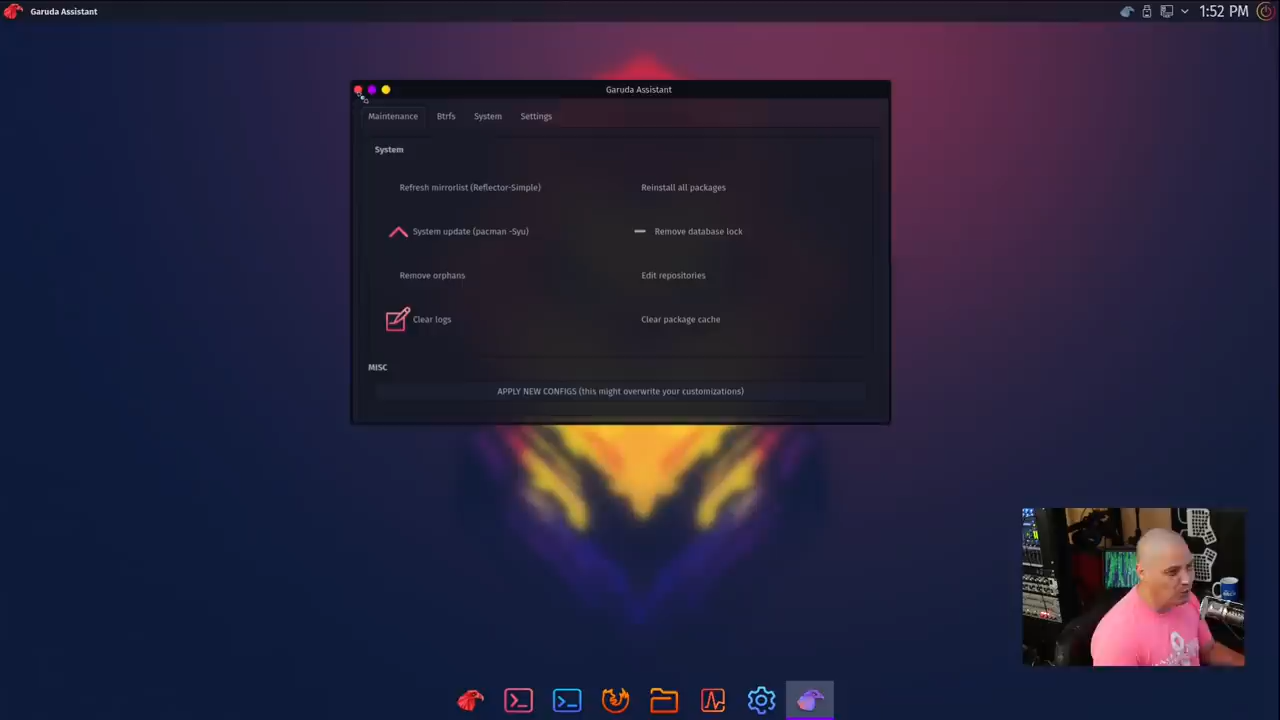 Garuda Assistant
1:52 PM
Garuda Assistant
Maintenance Btrfs System Settings
System
Refresh mirrorlist (Reflector-Simple) Reinstall all packages
System update (pacman -Syu) Remove database lock
Remove orphans Edit repositories
Clear logs Clear package cache
MISC
APPLY NEW CONFIGS (this might overwrite your customizations)